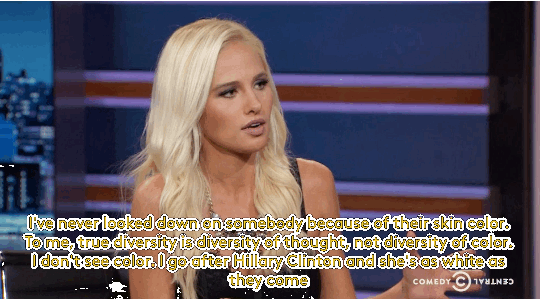 I've never looked down on somebody because of their skin color.
To me, true diversity is diversity of thought, not diversity of color.
I don't see color. I go after Hillary Clinton and she's as white as
they come
COMEDY CENTRAL